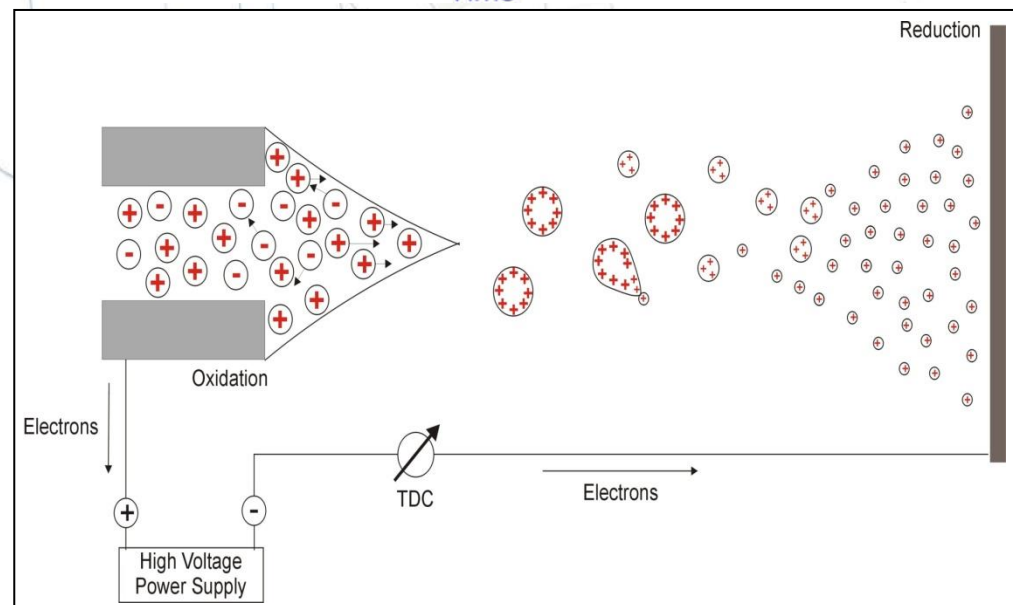 Reduction
Oxidation
Electrons
TDC
Electrons
High Voltage
Power Supply